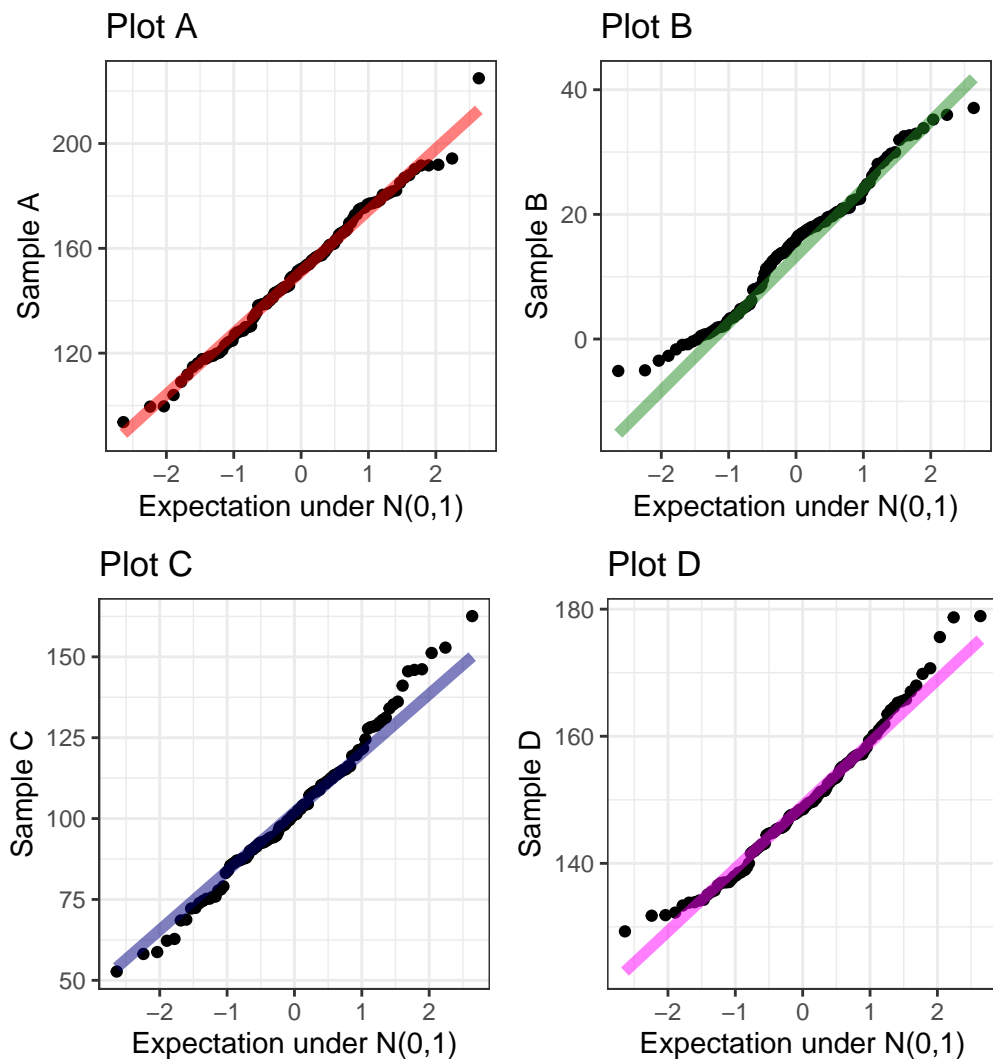 Plot A
Sample A
200
160
120
−2 −1 0 1 2
Expectation under N(0,1)
Plot B
Sample B
40
20
0
−2 −1 0 1 2
Expectation under N(0,1)
Plot C
Sample C
150
125
100
75
50
−2 −1 0 1 2
Expectation under N(0,1)
Plot D
Sample D
180
160
140
−2 −1 0 1 2
Expectation under N(0,1)